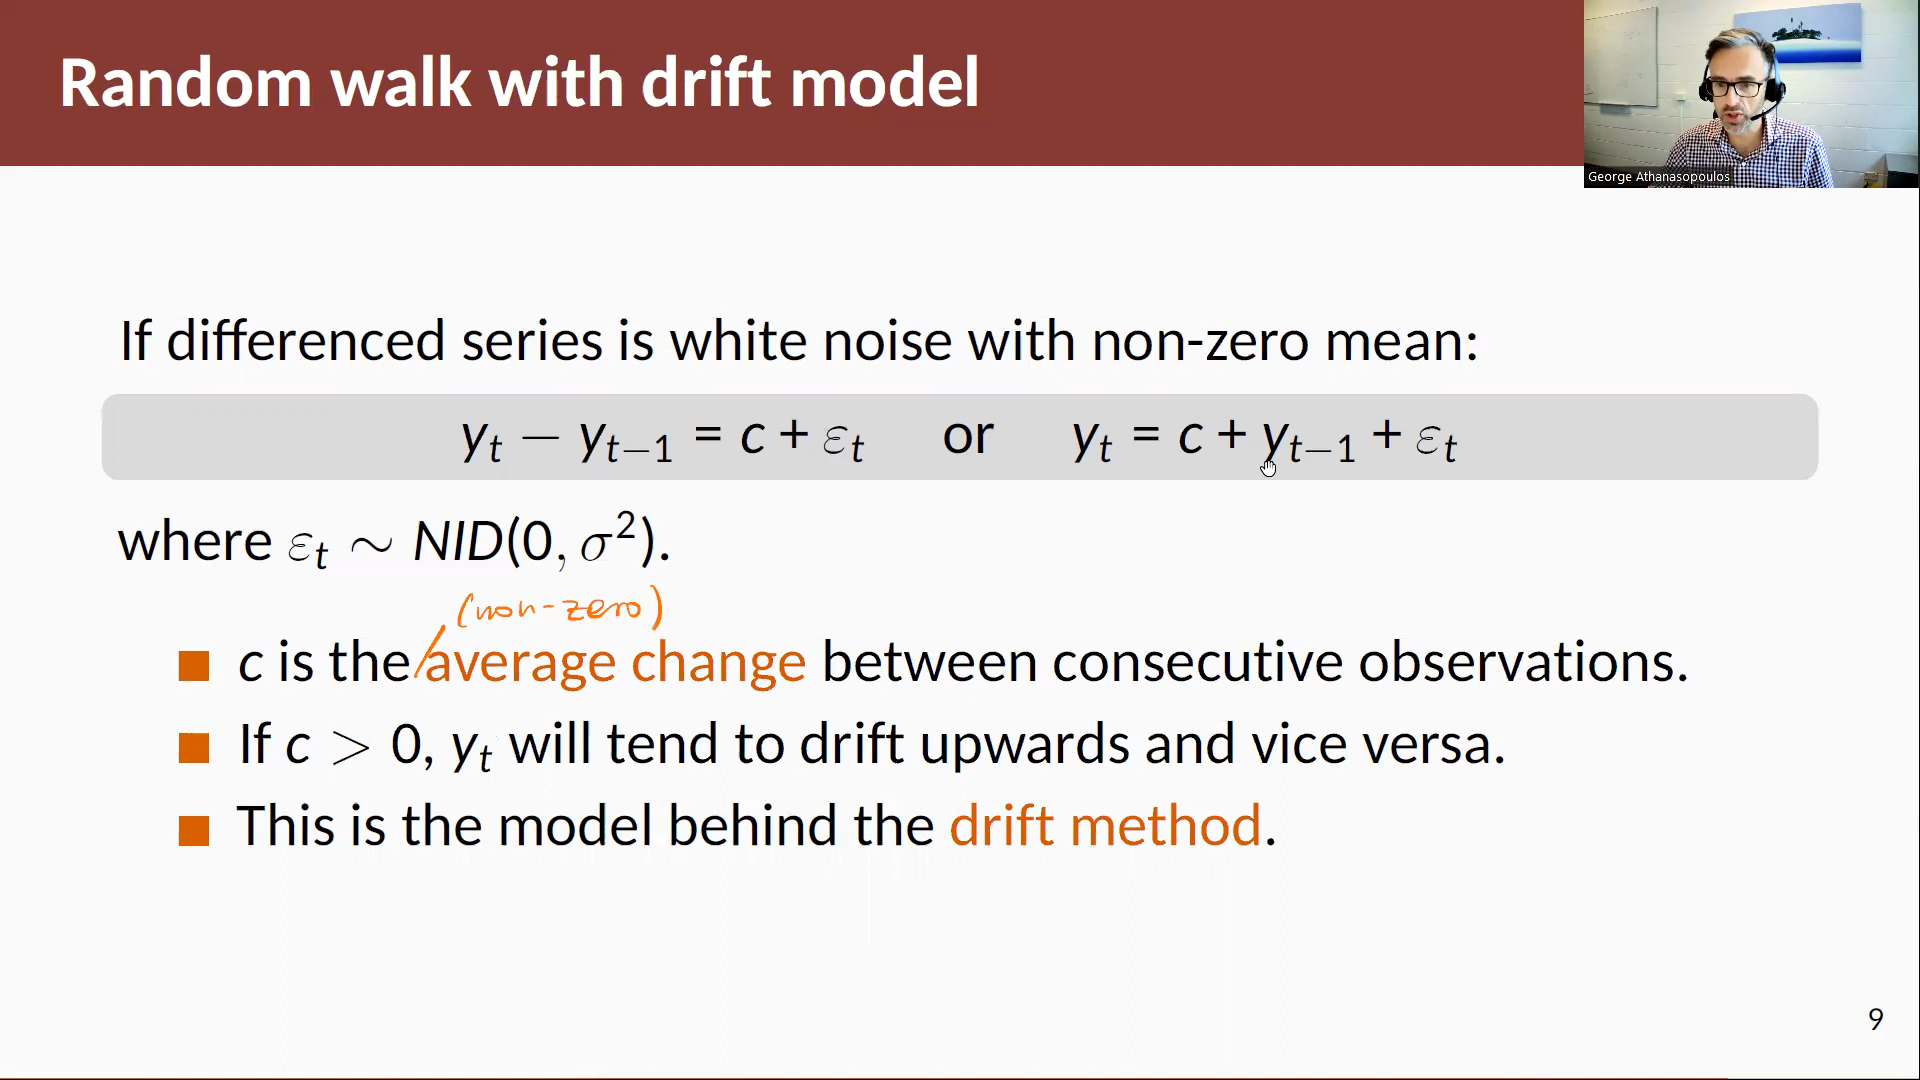 Random walk with drift model
George Athanasopoulos
If differenced series is white noise with non-zero mean:
yₜ − yₜ₋₁ = c + εₜ or yₜ = c + yₜ₋₁ + εₜ
where εₜ ∼ NID(0, σ²).
(non-zero)
■ c is the average change between consecutive observations.
■ If c > 0, yₜ will tend to drift upwards and vice versa.
■ This is the model behind the drift method.
9